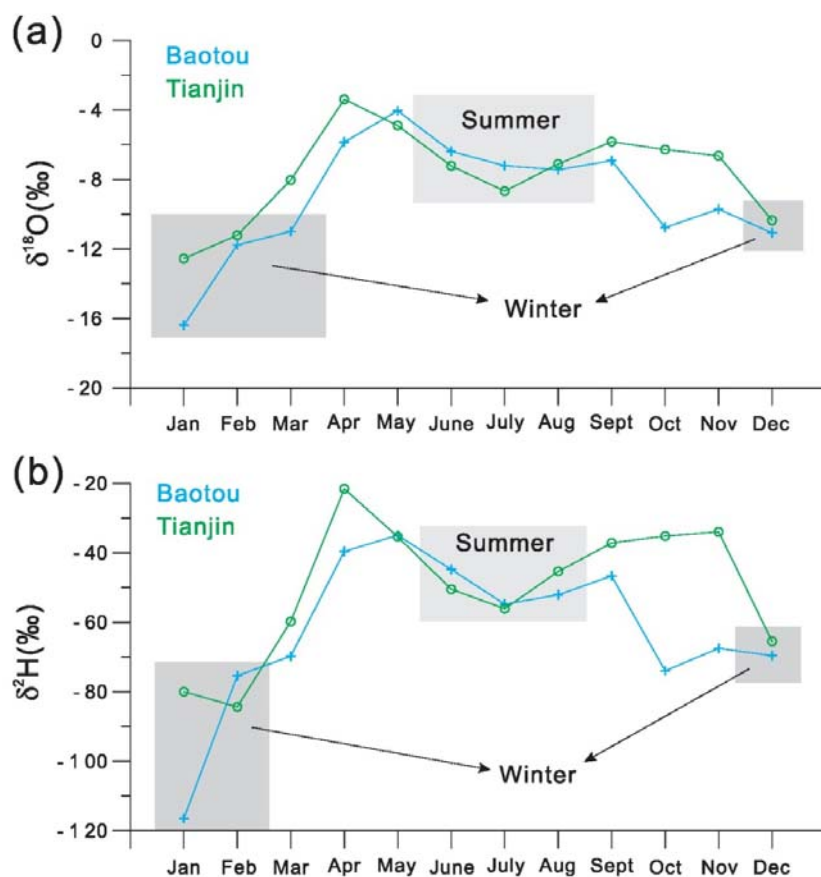 (a)
0
Baotou
Tianjin
Summer
- 4
- 8
δ¹⁸O(‰)
- 12
Winter
- 16
- 20
Jan Feb Mar Apr May June July Aug Sept Oct Nov Dec
(b)
- 20
Baotou
Tianjin
Summer
- 40
- 60
δ²H(‰)
- 80
- 100
Winter
- 120
Jan Feb Mar Apr May June July Aug Sept Oct Nov Dec